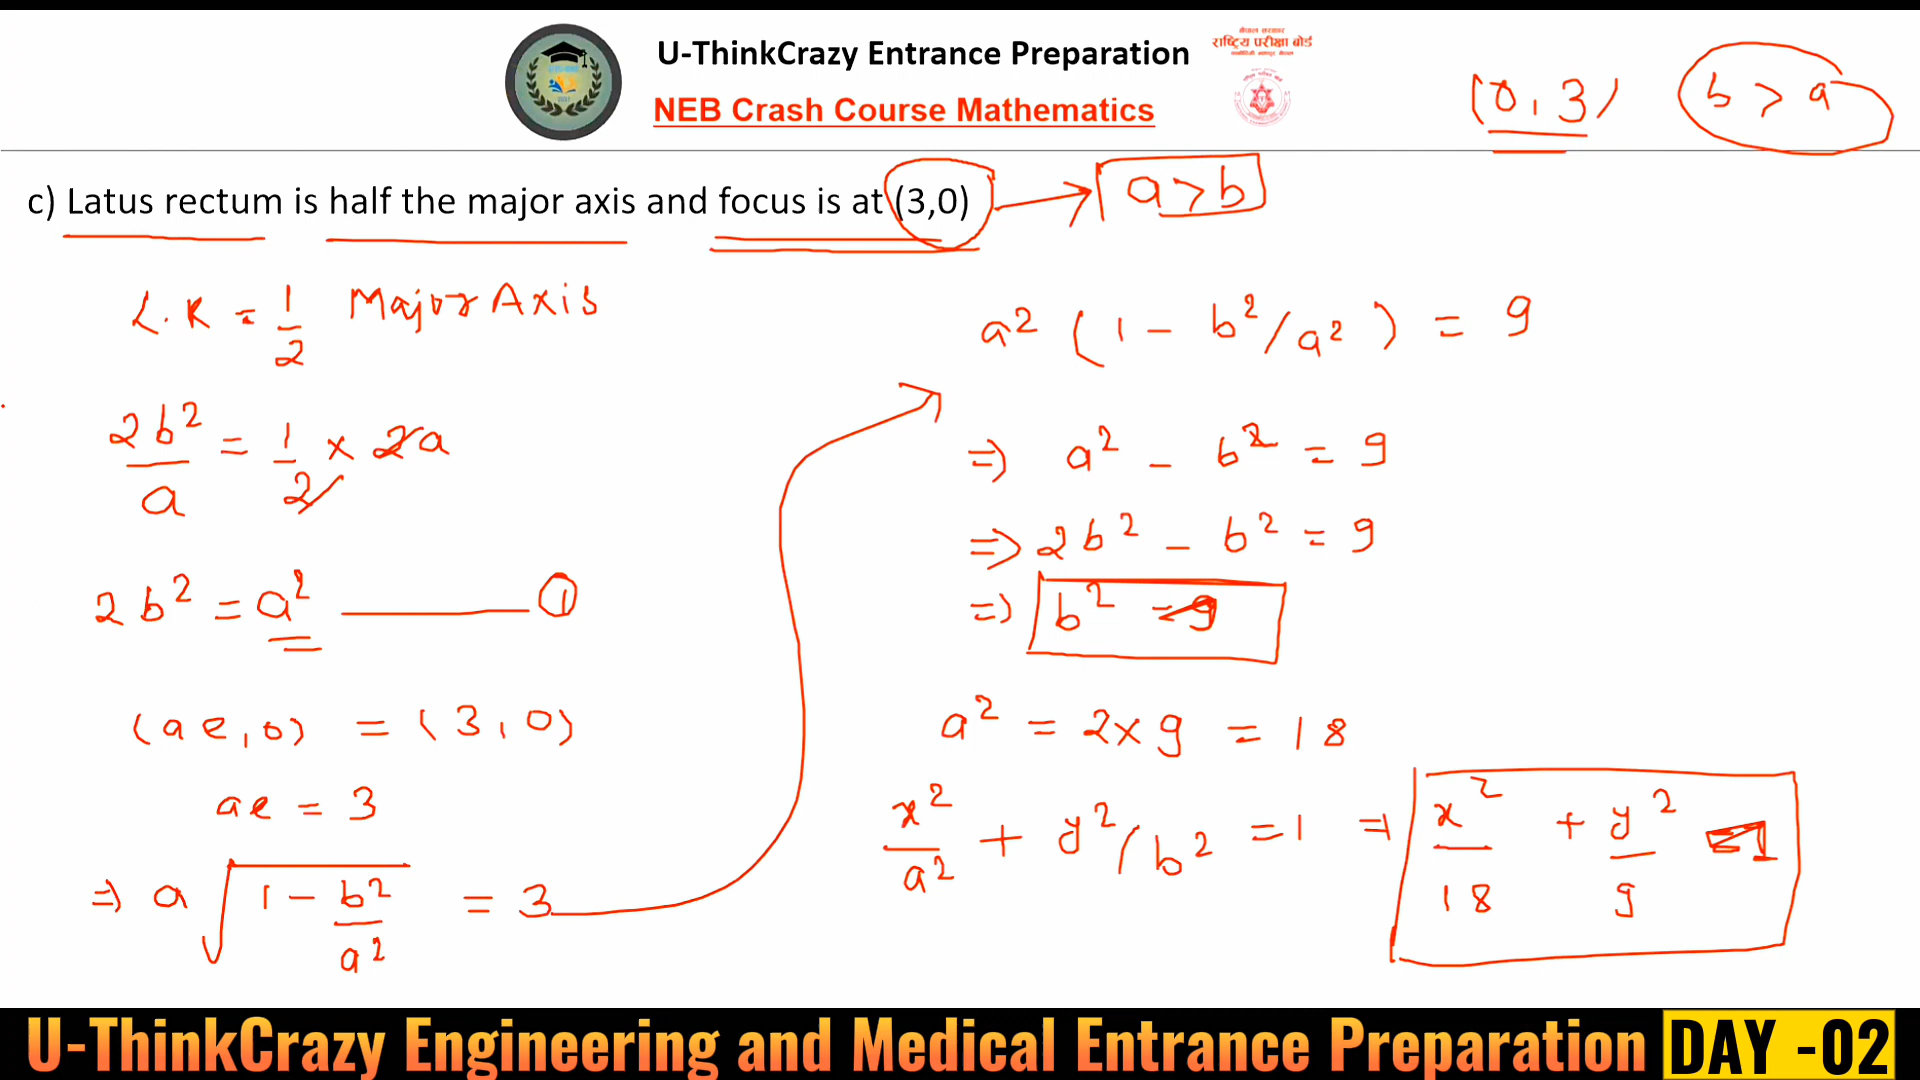 U-ThinkCrazy Entrance Preparation
NEB Crash Course Mathematics
नेपाल सरकार
राष्ट्रिय परीक्षा बोर्ड
(0, 3) b > a
c) Latus rectum is half the major axis and focus is at (3,0) → a > b
L.R = 1/2 Major Axis
2b²/a = 1/2 × 2a
2b² = a² ——— ①
(ae, 0) = (3, 0)
ae = 3
⇒ a√(1 - b²/a²) = 3
a² (1 - b²/a²) = 9
⇒ a² - b² = 9
⇒ 2b² - b² = 9
⇒ b² = 9
a² = 2×9 = 18
x²/a² + y²/b² = 1 ⇒ x²/18 + y²/9 = 1
U-ThinkCrazy Engineering and Medical Entrance Preparation DAY -02